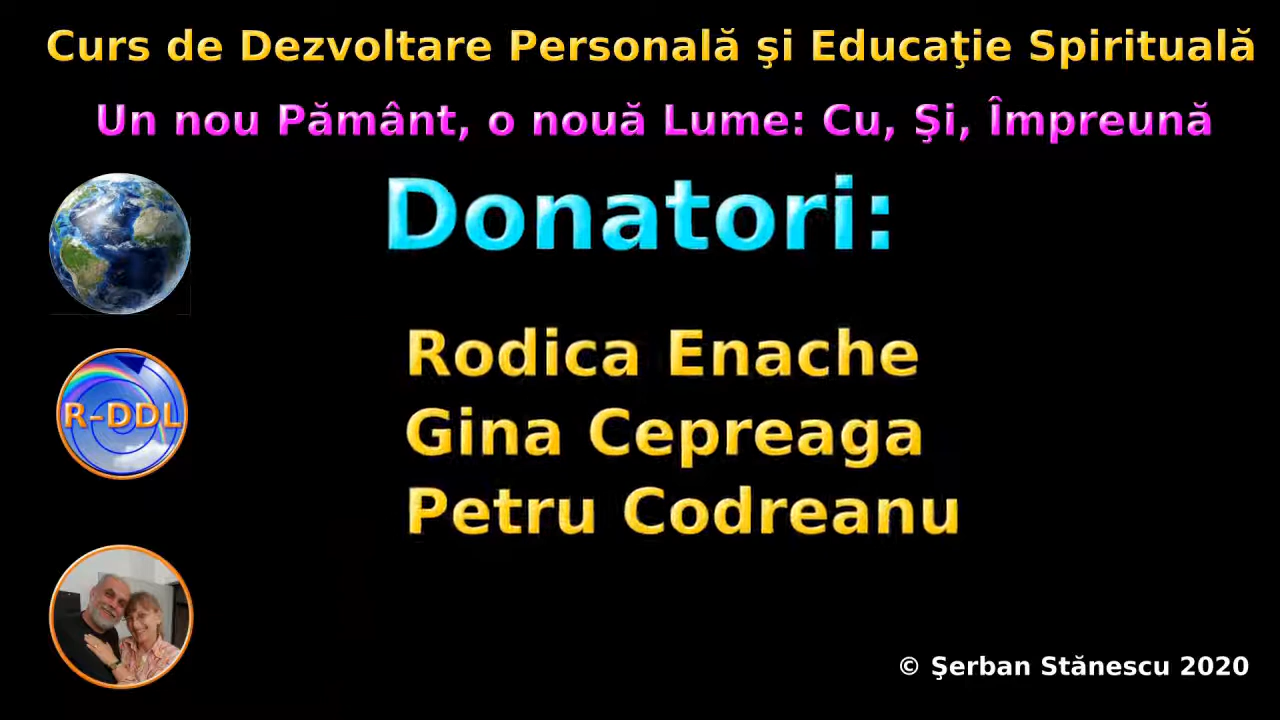 Curs de Dezvoltare Personală şi Educaţie Spirituală
Un nou Pământ, o nouă Lume: Cu, Şi, Împreună
Donatori:
Rodica Enache
Gina Cepreaga
Petru Codreanu
R-DDL
© Şerban Stănescu 2020